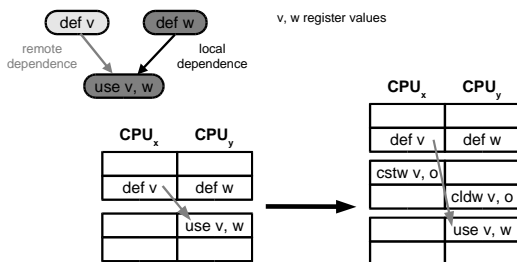 def v
def w
v, w register values
remote
dependence
local
dependence
use v, w
CPUx CPUy
def v def w
use v, w
CPUx CPUy
def v def w
cstw v, o
cldw v, o
use v, w